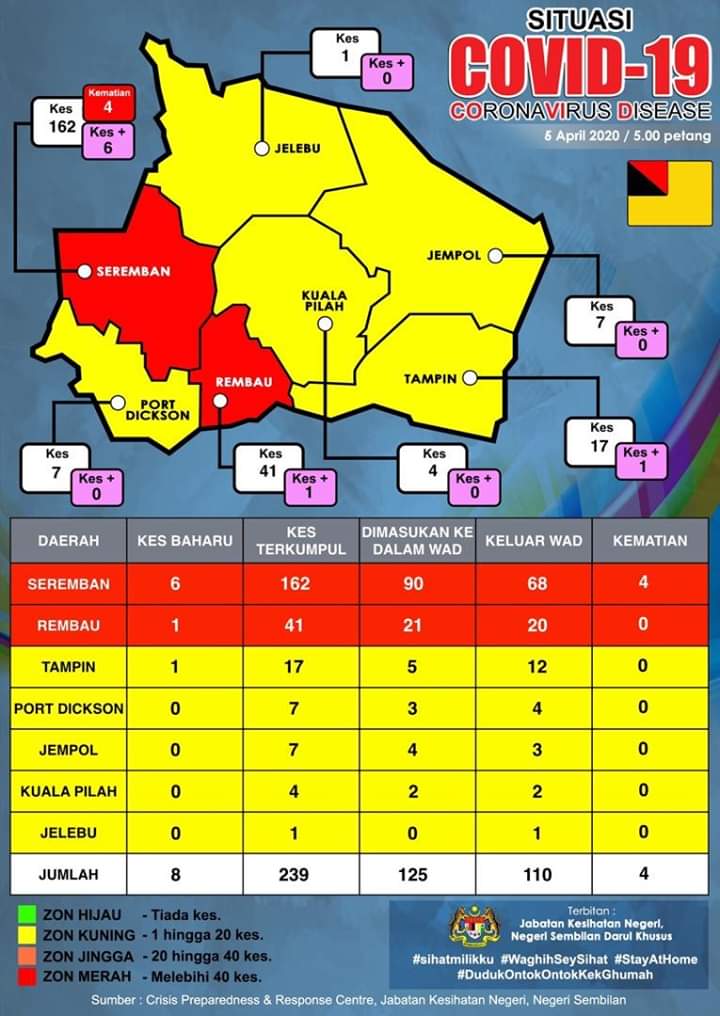 SITUASI
COVID-19
CORONAVIRUS DISEASE
5 April 2020 / 5.00 petang
Kes
1
Kes +
0
Kes
162
Kematian
4
Kes +
6
JELEBU
SEREMBAN
JEMPOL
KUALA
PILAH
Kes
7
Kes +
0
REMBAU
TAMPIN
PORT
DICKSON
Kes
7
Kes +
0
Kes
41
Kes +
1
Kes
4
Kes +
0
Kes
17
Kes +
1
DAERAH KES BAHARU KES TERKUMPUL DIMASUKAN KE DALAM WAD KELUAR WAD KEMATIAN
SEREMBAN 6 162 90 68 4
REMBAU 1 41 21 20 0
TAMPIN 1 17 5 12 0
PORT DICKSON 0 7 3 4 0
JEMPOL 0 7 4 3 0
KUALA PILAH 0 4 2 2 0
JELEBU 0 1 0 1 0
JUMLAH 8 239 125 110 4
ZON HIJAU - Tiada kes.
ZON KUNING - 1 hingga 20 kes.
ZON JINGGA - 20 hingga 40 kes.
ZON MERAH - Melebihi 40 kes.
Terbitan :
Jabatan Kesihatan Negeri,
Negeri Sembilan Darul Khusus
#sihatmilikku #WaghihSeySihat #StayAtHome
#DudukOntokOntokKekGhumah
Sumber : Crisis Preparedness & Response Centre, Jabatan Kesihatan Negeri, Negeri Sembilan